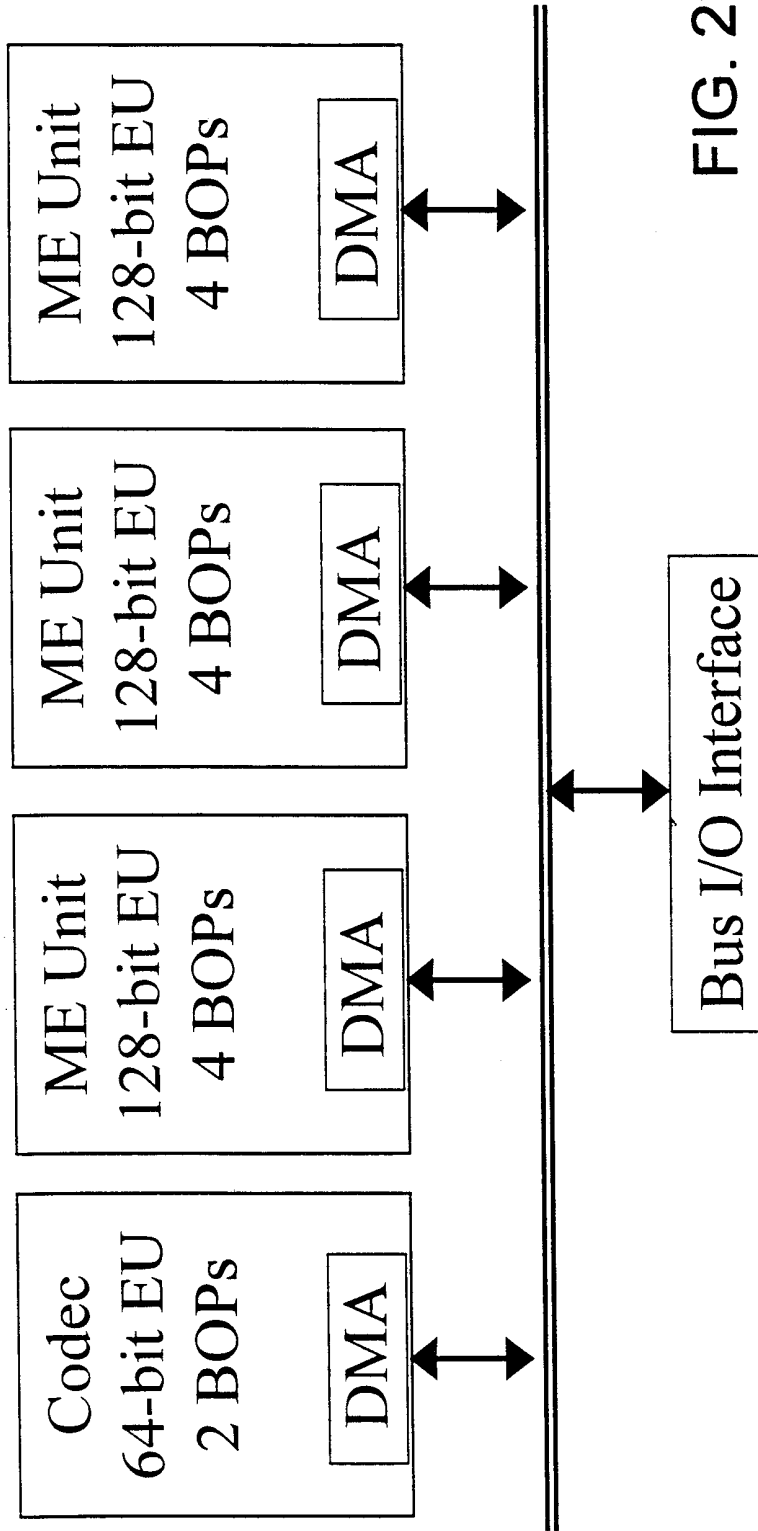 Codec
64-bit EU
2 BOPs
DMA
ME Unit
128-bit EU
4 BOPs
DMA
ME Unit
128-bit EU
4 BOPs
DMA
ME Unit
128-bit EU
4 BOPs
DMA
Bus I/O Interface
FIG. 2